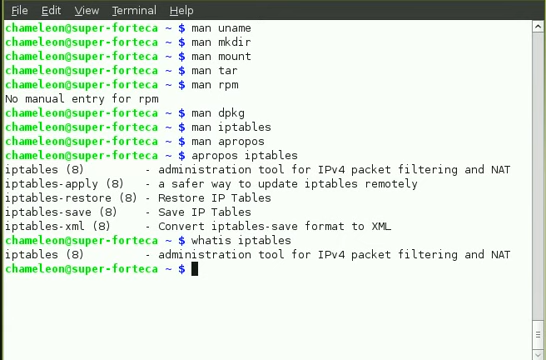 File Edit View Terminal Help
chameleon@super-forteca ~ $ man uname
chameleon@super-forteca ~ $ man mkdir
chameleon@super-forteca ~ $ man mount
chameleon@super-forteca ~ $ man tar
chameleon@super-forteca ~ $ man rpm
No manual entry for rpm
chameleon@super-forteca ~ $ man dpkg
chameleon@super-forteca ~ $ man iptables
chameleon@super-forteca ~ $ man apropos
chameleon@super-forteca ~ $ apropos iptables
iptables (8)         - administration tool for IPv4 packet filtering and NAT
iptables-apply (8)   - a safer way to update iptables remotely
iptables-restore (8) - Restore IP Tables
iptables-save (8)    - Save IP Tables
iptables-xml (8)     - Convert iptables-save format to XML
chameleon@super-forteca ~ $ whatis iptables
iptables (8)         - administration tool for IPv4 packet filtering and NAT
chameleon@super-forteca ~ $